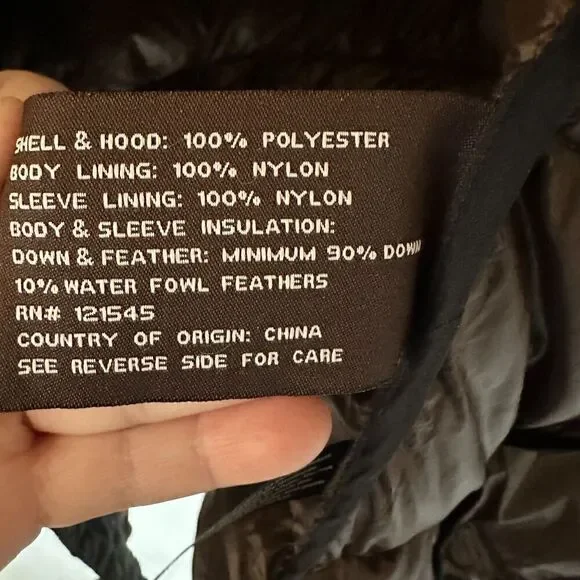 SHELL & HOOD: 100% POLYESTER
BODY LINING: 100% NYLON
SLEEVE LINING: 100% NYLON
BODY & SLEEVE INSULATION:
DOWN & FEATHER: MINIMUM 90% DOWN
10% WATER FOWL FEATHERS
RN# 121545
COUNTRY OF ORIGIN: CHINA
SEE REVERSE SIDE FOR CARE